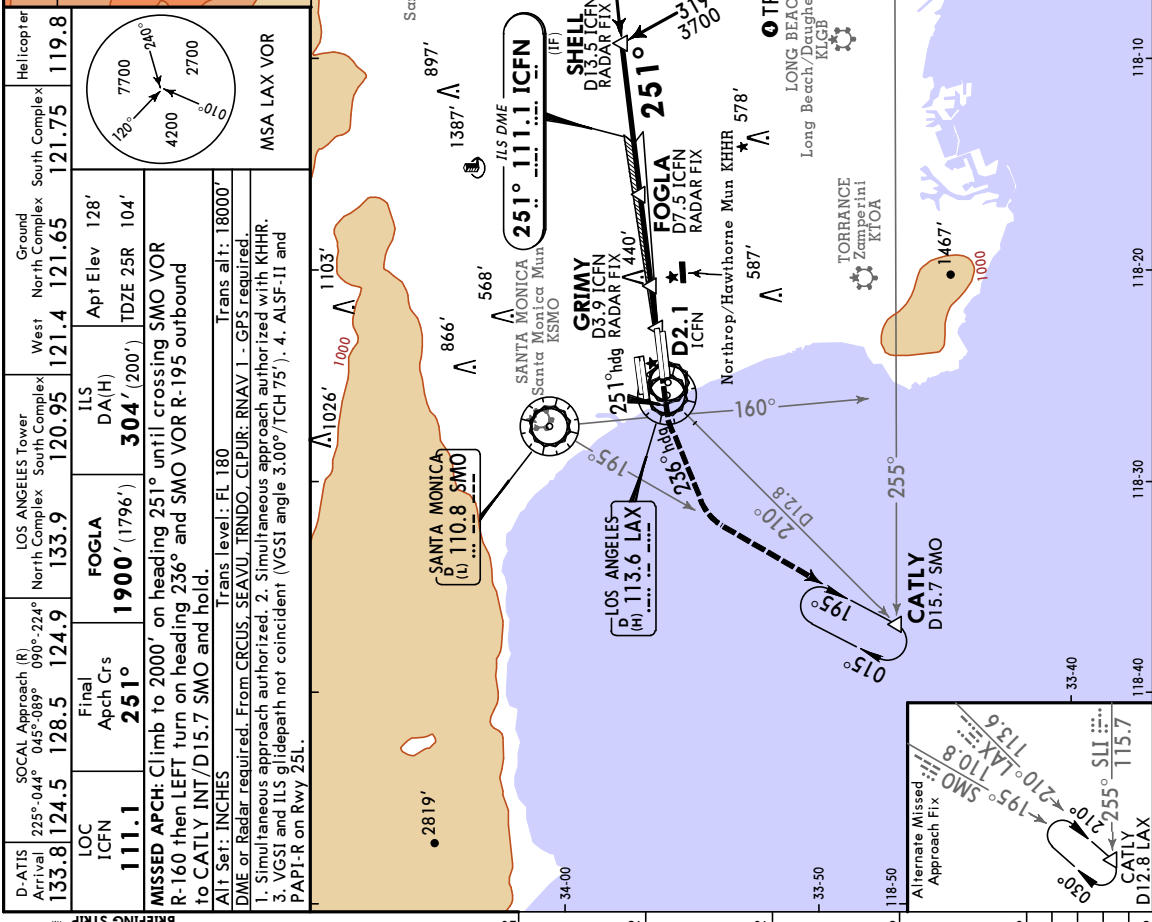 BRIEFING STRIP
D-ATIS Arrival
133.8
SOCAL Approach (R)
225°-044° 045°-089° 090°-224°
124.5 128.5 124.9
LOS ANGELES Tower
North Complex South Complex
133.9 120.95
Ground
West North Complex South Complex
121.4 121.65 121.75
Helicopter
119.8
LOC
ICFN
111.1
Final
Apch Crs
251°
FOGLA
1900' (1796')
ILS
DA(H)
304' (200')
Apt Elev 128'
TDZE 25R 104'
MISSED APCH: Climb to 2000' on heading 251° until crossing SMO VOR
R-160 then LEFT turn on heading 236° and SMO VOR R-195 outbound
to CATLY INT/D15.7 SMO and hold.
Alt Set: INCHES Trans level: FL 180 Trans alt: 18000'
DME or Radar required. From CRCUS, SEAVU, TRNDO, CLPUR: RNAV 1 - GPS required.
1. Simultaneous approach authorized. 2. Simultaneous approach authorized with KHHR.
3. VGSI and ILS glidepath not coincident (VGSI angle 3.00°/TCH 75'). 4. ALSF-II and
PAPI-R on Rwy 25L.
120°
240°
010°
7700
2700
4200
MSA LAX VOR
1000
1026'
1103'
2819'
866'
568'
1387'
897'
SANTA MONICA
D
(L) 110.8 SMO
SANTA MONICA
Santa Monica Mun
KSMO
ILS DME
251° 111.1 ICFN
(IF)
SHELL
D13.5 ICFN
RADAR FIX
319
3700
251°
FOGLA
D7.5 ICFN
RADAR FIX
440'
GRIMY
D3.9 ICFN
RADAR FIX
D2.1
ICFN
251° hdg
236° hdg
195°
160°
LOS ANGELES
D
(H) 113.6 LAX
Northrop/Hawthorne Mun KHHR
578'
587'
LONG BEAC
Long Beach/Daughe
KLGB
4
TORRANCE
Zamperini
KTOA
1467'
1000
210°
D12.8
255°
195°
015°
CATLY
D15.7 SMO
34-00
33-50
118-50
33-40
118-40
118-30
118-20
118-10
Alternate Missed
Approach Fix
SMO
110.8
195°
LAX
113.6
210°
SLI
115.7
255°
210°
030°
CATLY
D12.8 LAX